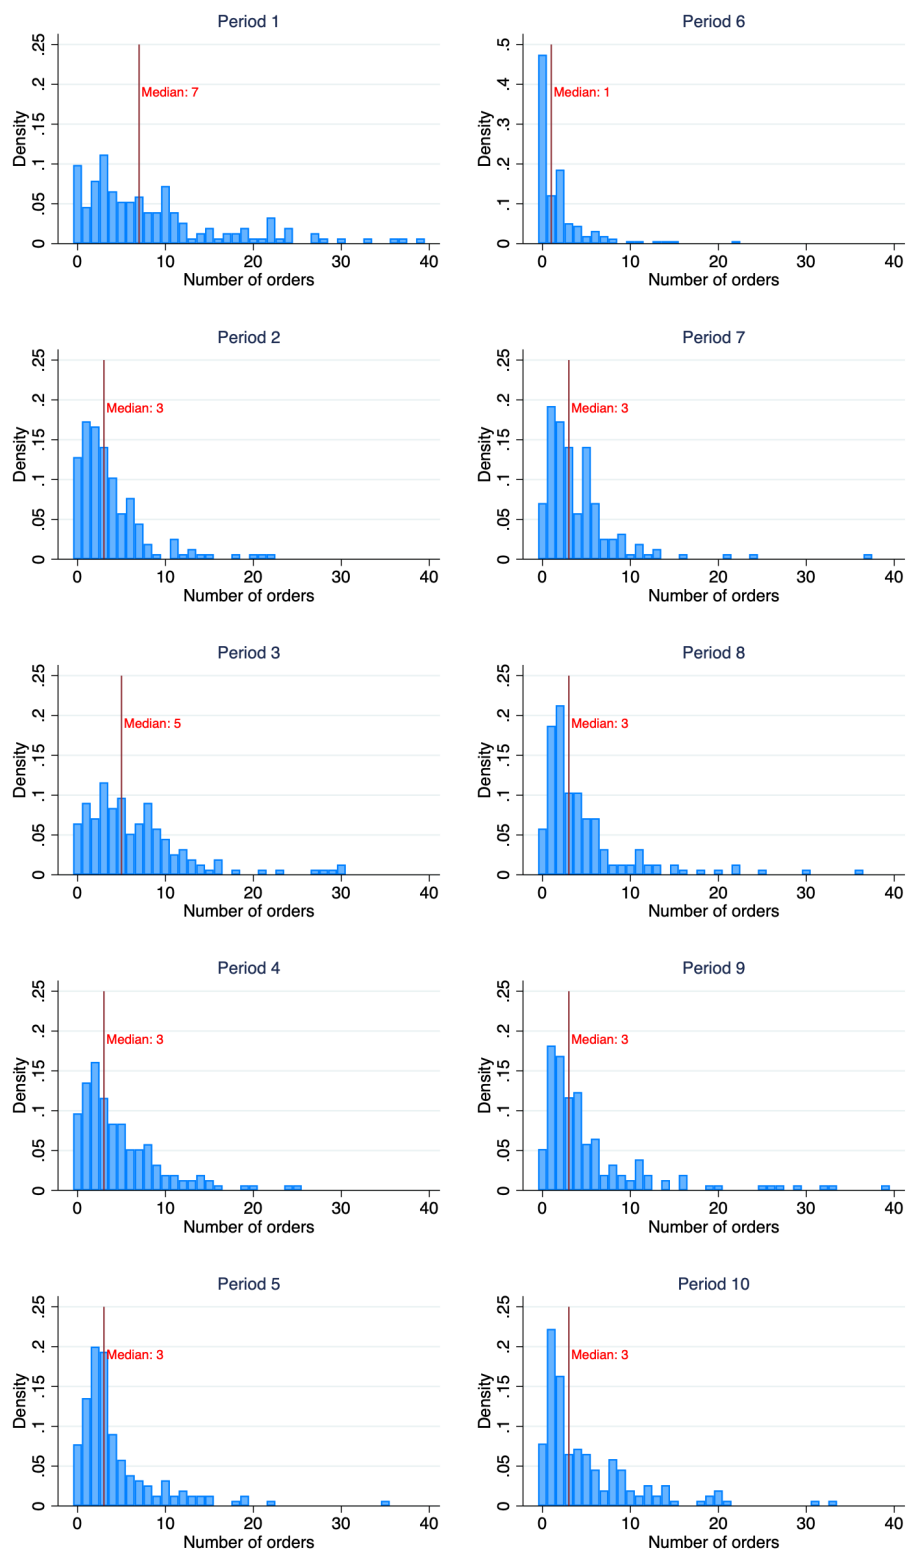 Period 1
Density
0 .05 .1 .15 .2 .25
Median: 7
0 10 20 30 40
Number of orders
Period 6
Density
0 .1 .2 .3 .4 .5
Median: 1
0 10 20 30 40
Number of orders
Period 2
Density
0 .05 .1 .15 .2 .25
Median: 3
0 10 20 30 40
Number of orders
Period 7
Density
0 .05 .1 .15 .2 .25
Median: 3
0 10 20 30 40
Number of orders
Period 3
Density
0 .05 .1 .15 .2 .25
Median: 5
0 10 20 30 40
Number of orders
Period 8
Density
0 .05 .1 .15 .2 .25
Median: 3
0 10 20 30 40
Number of orders
Period 4
Density
0 .05 .1 .15 .2 .25
Median: 3
0 10 20 30 40
Number of orders
Period 9
Density
0 .05 .1 .15 .2 .25
Median: 3
0 10 20 30 40
Number of orders
Period 5
Density
0 .05 .1 .15 .2 .25
Median: 3
0 10 20 30 40
Number of orders
Period 10
Density
0 .05 .1 .15 .2 .25
Median: 3
0 10 20 30 40
Number of orders